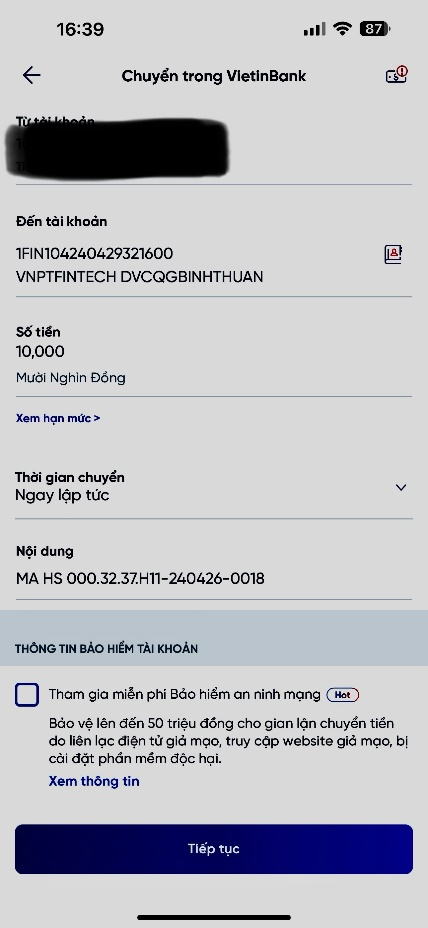 16:39
87
Chuyển trong VietinBank
Từ tài khoản
Đến tài khoản
1FIN104240429321600
VNPTFINTECH DVCQGBINHTHUAN
Số tiền
10,000
Mười Nghìn Đồng
Xem hạn mức >
Thời gian chuyển
Ngay lập tức
Nội dung
MA HS 000.32.37.H11-240426-0018
THÔNG TIN BẢO HIỂM TÀI KHOẢN
Tham gia miễn phí Bảo hiểm an ninh mạng Hot
Bảo vệ lên đến 50 triệu đồng cho gian lận chuyển tiền
do liên lạc điện tử giả mạo, truy cập website giả mạo, bị
cài đặt phần mềm độc hại.
Xem thông tin
Tiếp tục